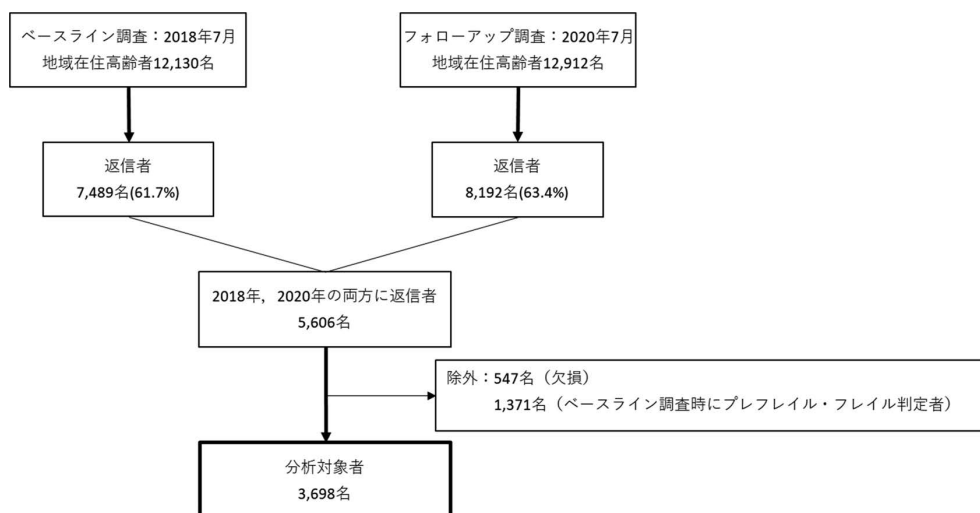 ベースライン調査：2018年7月
地域在住高齢者12,130名
フォローアップ調査：2020年7月
地域在住高齢者12,912名
返信者
7,489名(61.7%)
返信者
8,192名(63.4%)
2018年，2020年の両方に返信者
5,606名
除外：547名（欠損）
1,371名（ベースライン調査時にプレフレイル・フレイル判定者）
分析対象者
3,698名